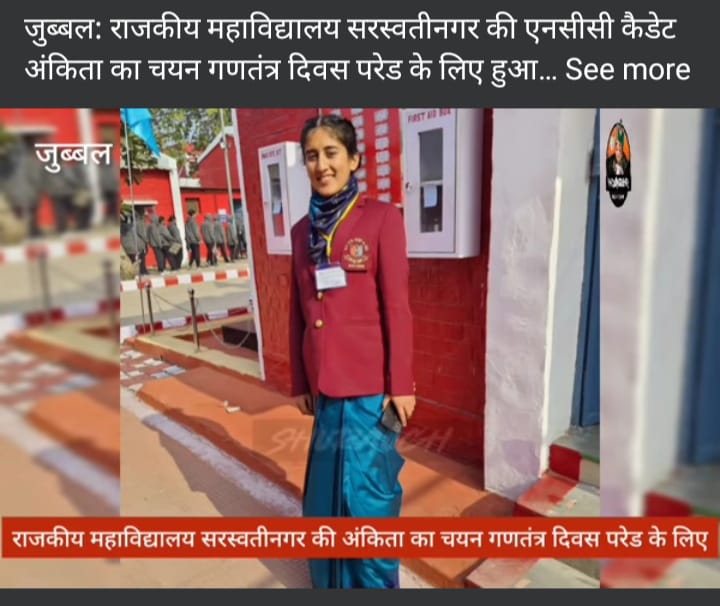 जुब्बल: राजकीय महाविद्यालय सरस्वतीनगर की एनसीसी कैडेट
अंकिता का चयन गणतंत्र दिवस परेड के लिए हुआ... See more
जुब्बल
FIRST AID BOX
राजकीय महाविद्यालय सरस्वतीनगर की अंकिता का चयन गणतंत्र दिवस परेड के लिए